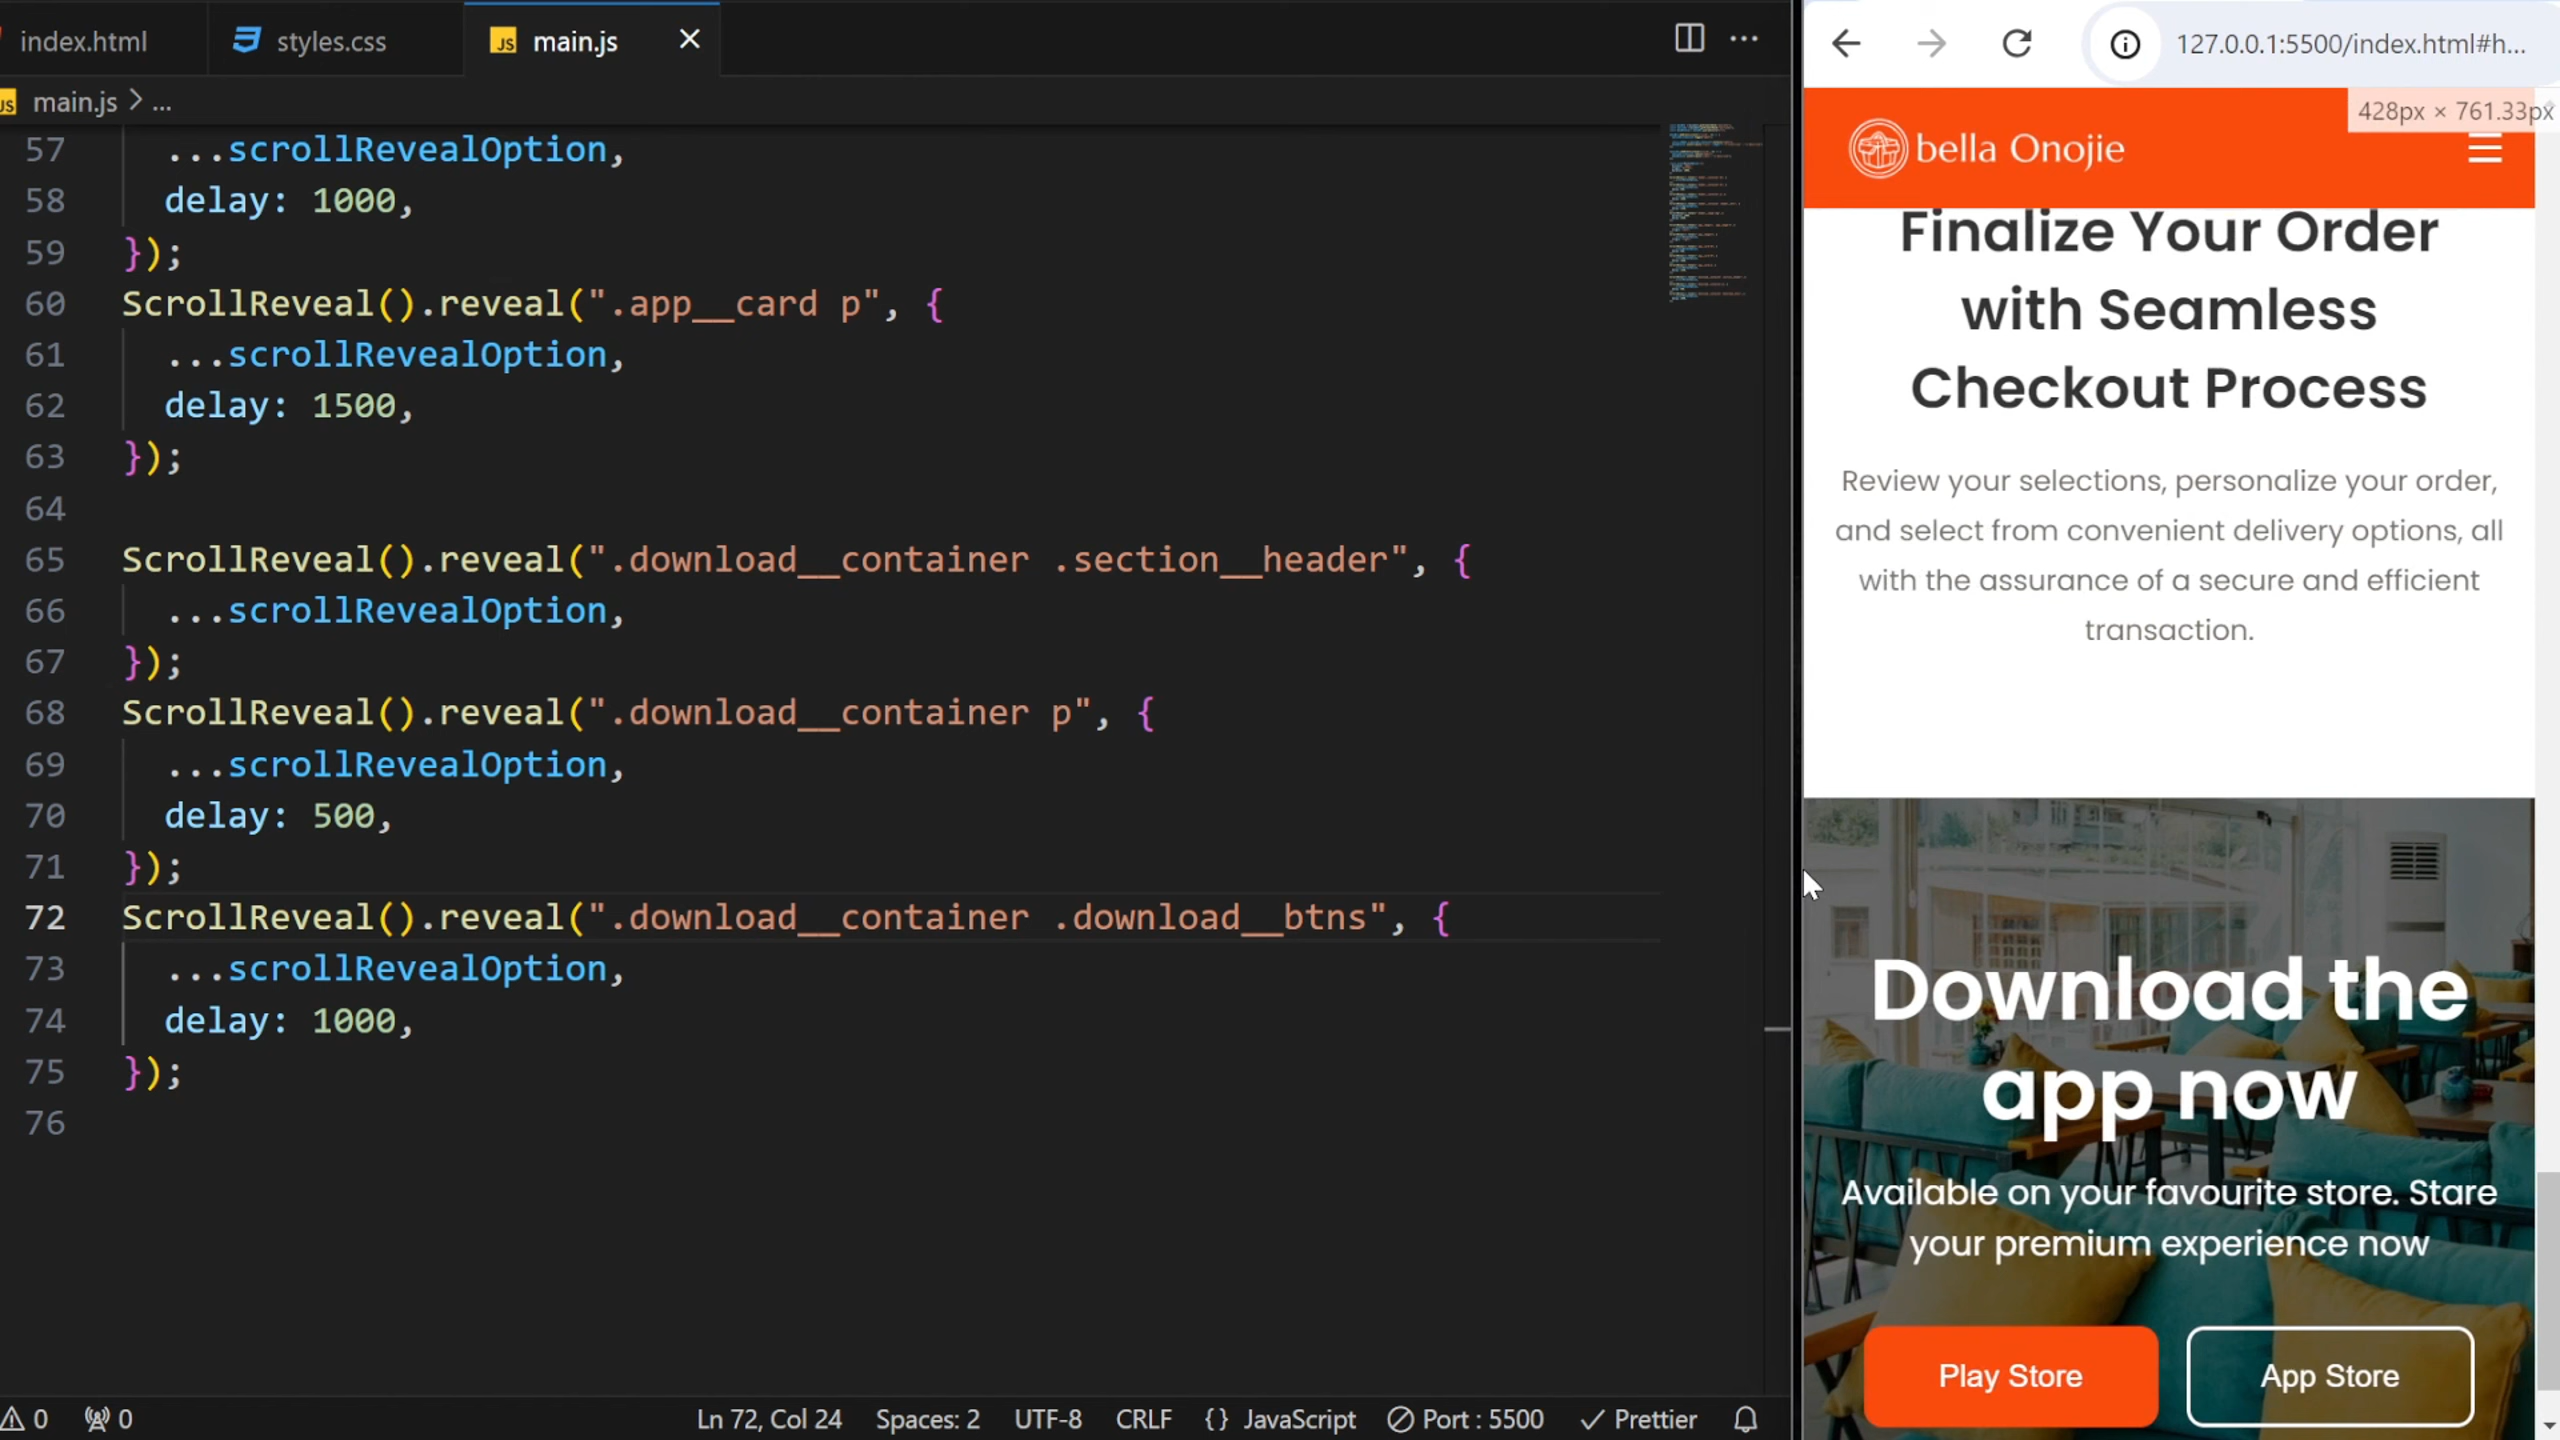 index.html
styles.css
JS main.js
JS main.js > ...
57 ...scrollRevealOption,
58 delay: 1000,
59 });
60 ScrollReveal().reveal(".app__card p", {
61 ...scrollRevealOption,
62 delay: 1500,
63 });
64
65 ScrollReveal().reveal(".download__container .section__header", {
66 ...scrollRevealOption,
67 });
68 ScrollReveal().reveal(".download__container p", {
69 ...scrollRevealOption,
70 delay: 500,
71 });
72 ScrollReveal().reveal(".download__container .download__btns", {
73 ...scrollRevealOption,
74 delay: 1000,
75 });
76
0 0 Ln 72, Col 24 Spaces: 2 UTF-8 CRLF {} JavaScript Port : 5500 Prettier
127.0.0.1:5500/index.html#h...
428px × 761.33px
bella Onojie
Finalize Your Order
with Seamless
Checkout Process
Review your selections, personalize your order,
and select from convenient delivery options, all
with the assurance of a secure and efficient
transaction.
Download the
app now
Available on your favourite store. Stare
your premium experience now
Play Store
App Store